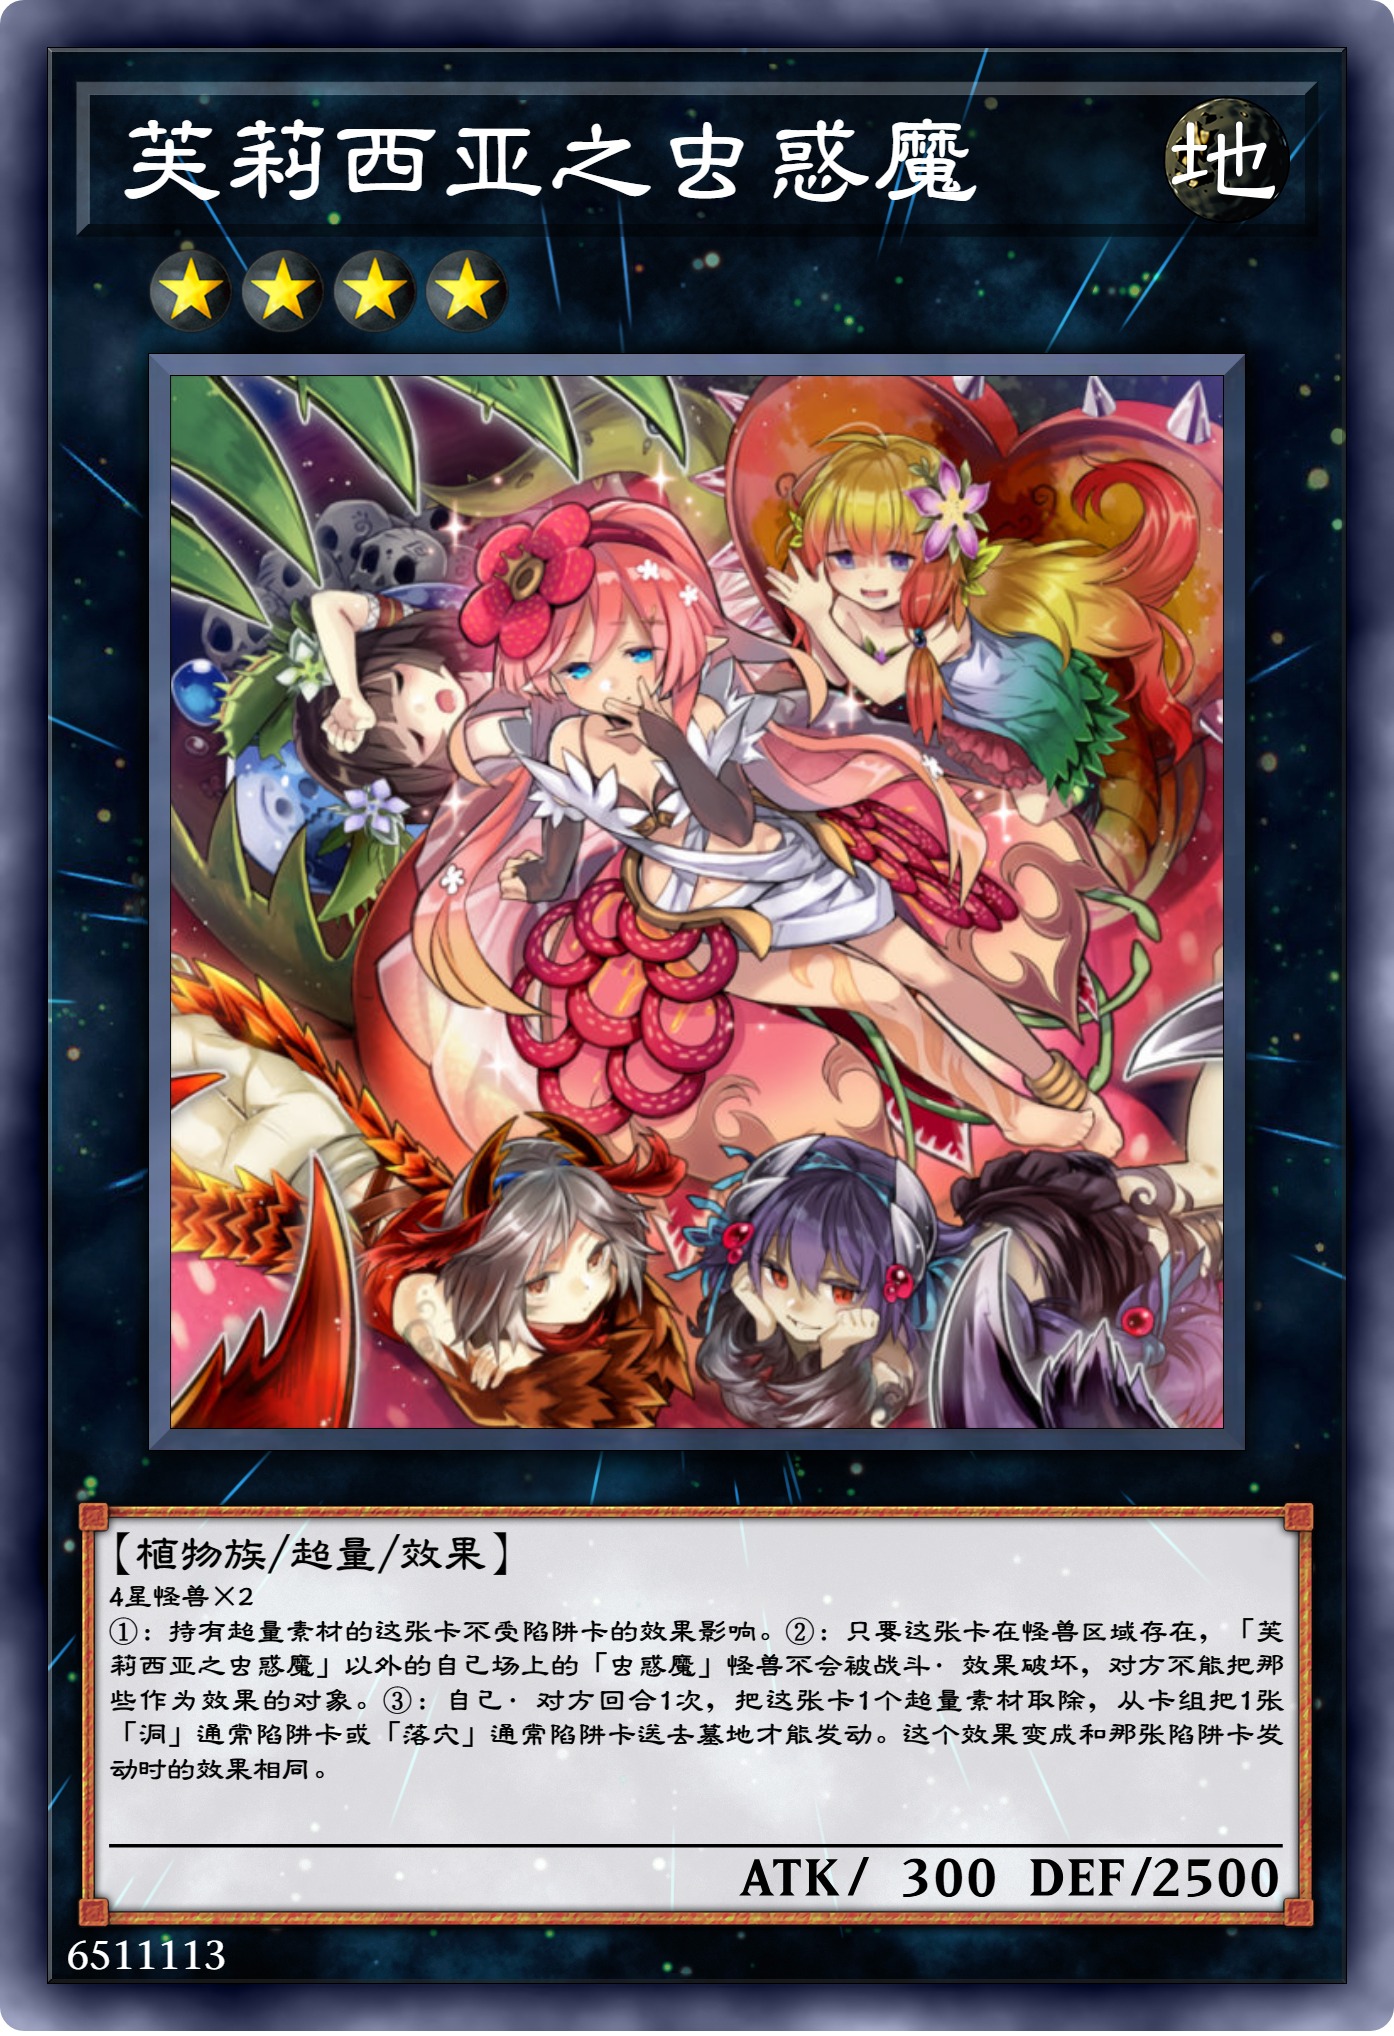 芙莉西亚之虫惑魔
地
【植物族/超量/效果】
4星怪兽×2
①：持有超量素材的这张卡不受陷阱卡的效果影响。②：只要这张卡在怪兽区域存在，「芙
莉西亚之虫惑魔」以外的自己场上的「虫惑魔」怪兽不会被战斗·效果破坏，对方不能把那
些作为效果的对象。③：自己·对方回合1次，把这张卡1个超量素材取除，从卡组把1张
「洞」通常陷阱卡或「落穴」通常陷阱卡送去墓地才能发动。这个效果变成和那张陷阱卡发
动时的效果相同。
ATK/ 300 DEF/2500
6511113